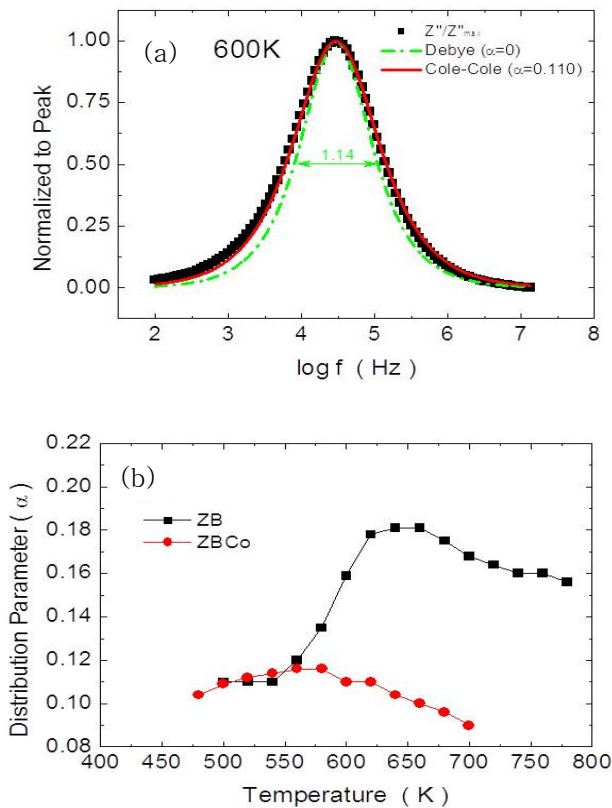 (a)
600K
Z"/Z"max
Debye (α=0)
Cole-Cole (α=0.110)
1.14
Normalized to Peak
1.00
0.75
0.50
0.25
0.00
2 3 4 5 6 7 8
log f ( Hz )
(b)
ZB
ZBCo
Distribution Parameter ( α )
0.22
0.20
0.18
0.16
0.14
0.12
0.10
0.08
400 450 500 550 600 650 700 750 800
Temperature ( K )